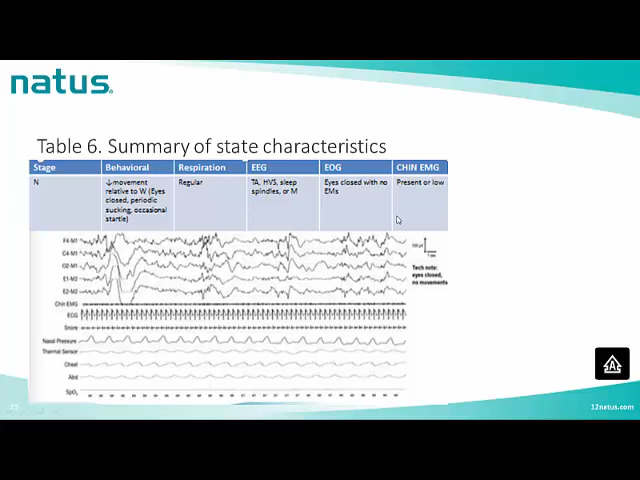 natus
Table 6. Summary of state characteristics
Stage Behavioral Respiration EEG EOG CHIN EMG
N ↓movement Regular TA, HVS, sleep Eyes closed with no Present or low
relative to W (Eyes spindles, or M EMs
closed, periodic
sucking, occasional
startle)
F4-M1
C4-M1
O2-M1
E1-M2
E2-M2
Chin EMG
ECG
Snore
Nasal Pressure
Thermal Sensor
Chest
Abd
SpO2
Tech note:
eyes closed,
no movements
A
12natus.com